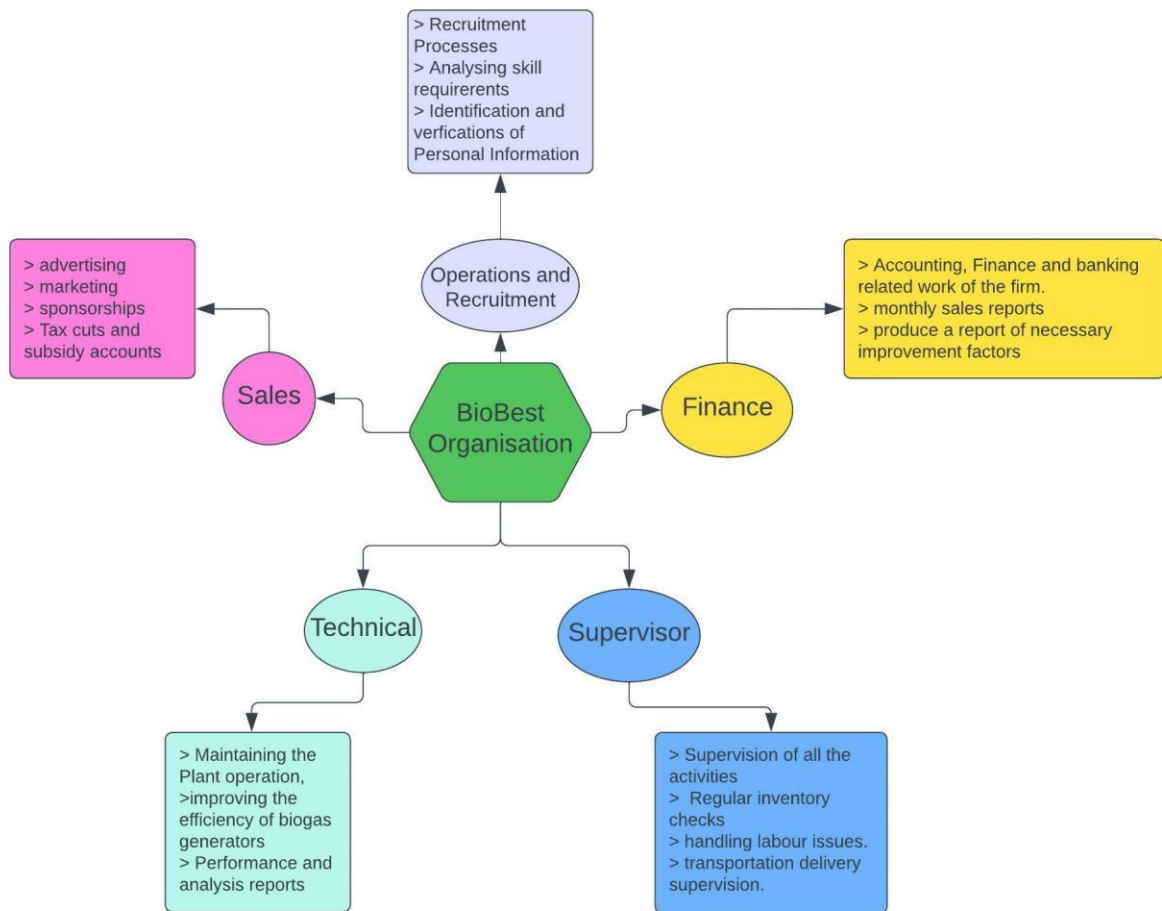 > Recruitment
Processes
> Analysing skill
requirerents
> Identification and
verfications of
Personal Information
Operations and
Recruitment
> advertising
> marketing
> sponsorships
> Tax cuts and
subsidy accounts
Sales
BioBest
Organisation
Finance
> Accounting, Finance and banking
related work of the firm.
> monthly sales reports
> produce a report of necessary
improvement factors
Technical
Supervisor
> Maintaining the
Plant operation,
>improving the
efficiency of biogas
generators
> Performance and
analysis reports
> Supervision of all the
activities
>  Regular inventory
checks
> handling labour issues.
> transportation delivery
supervision.